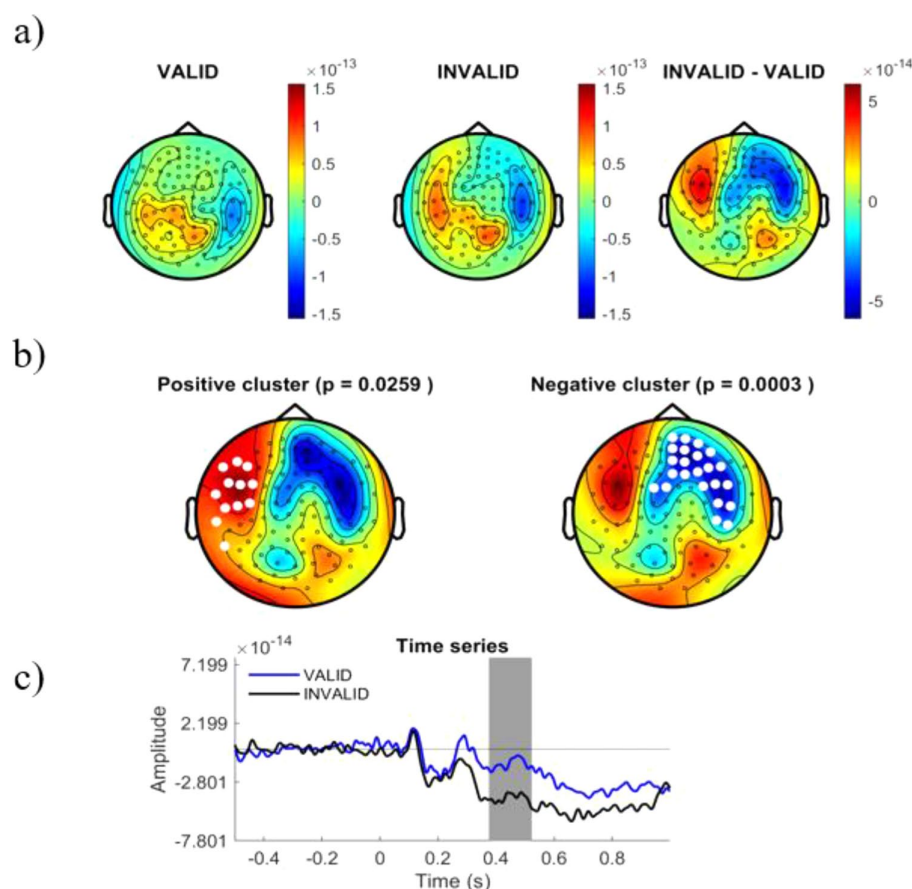 a)
VALID
INVALID
INVALID - VALID
×10⁻¹³
1.5
1
0.5
0
-0.5
-1
-1.5
×10⁻¹³
1.5
1
0.5
0
-0.5
-1
-1.5
×10⁻¹⁴
5
0
-5
b)
Positive cluster (p = 0.0259 )
Negative cluster (p = 0.0003 )
c)
×10⁻¹⁴
Time series
7.199
2.199
-2.801
-7.801
Amplitude
VALID
INVALID
-0.4 -0.2 0 0.2 0.4 0.6 0.8
Time (s)